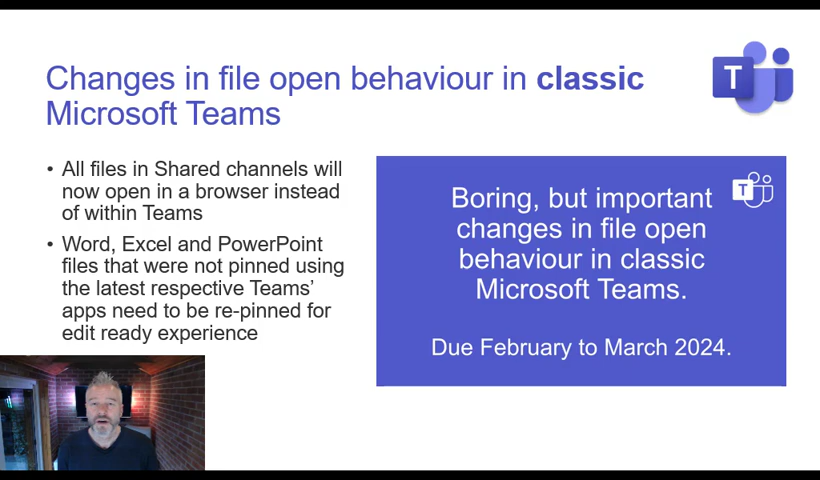 Changes in file open behaviour in classic
Microsoft Teams
T
• All files in Shared channels will
now open in a browser instead
of within Teams
• Word, Excel and PowerPoint
files that were not pinned using
the latest respective Teams’
apps need to be re-pinned for
edit ready experience
T
Boring, but important
changes in file open
behaviour in classic
Microsoft Teams.
Due February to March 2024.